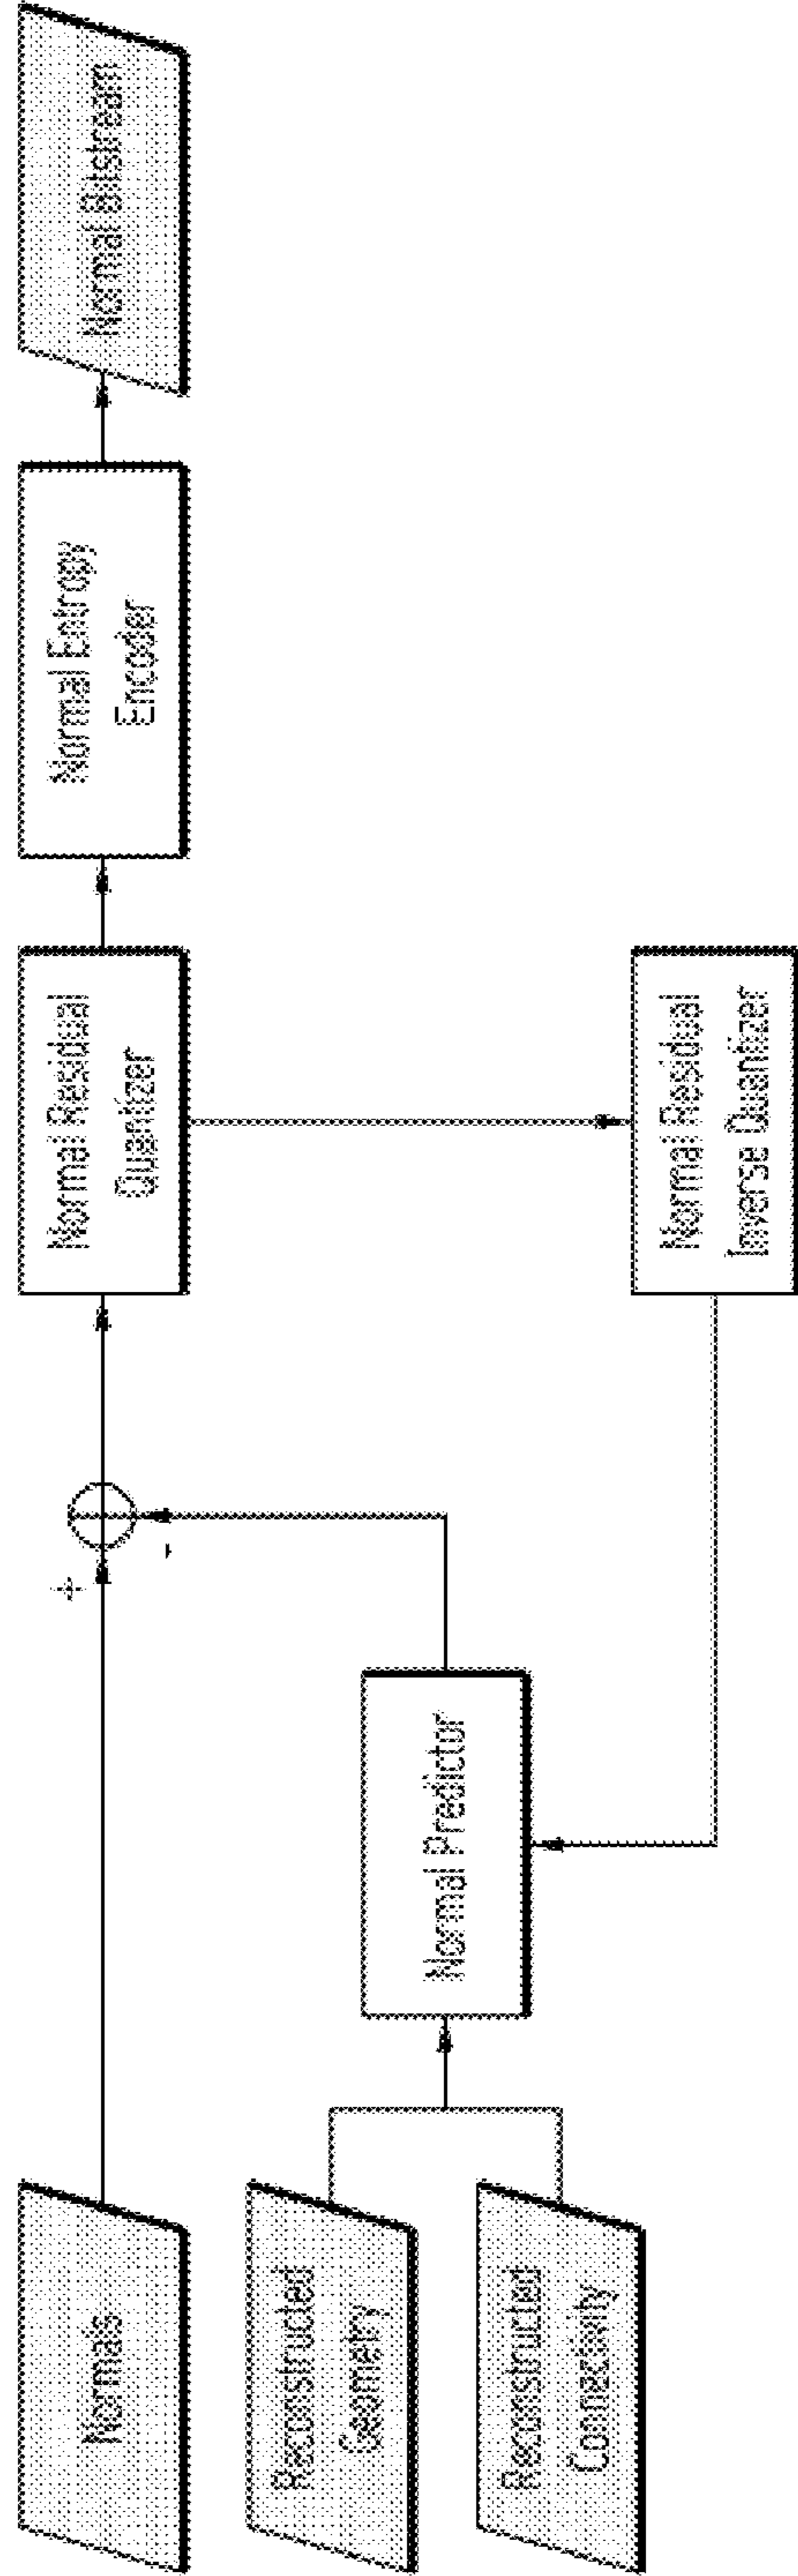 Normals
Reconstructed
Geometry
Reconstructed
Connectivity
Normal Predictor
+
-
Normal Residual
Quantizer
Normal Residual
Inverse Quantizer
Normal Entropy
Encoder
Normal Bitstream